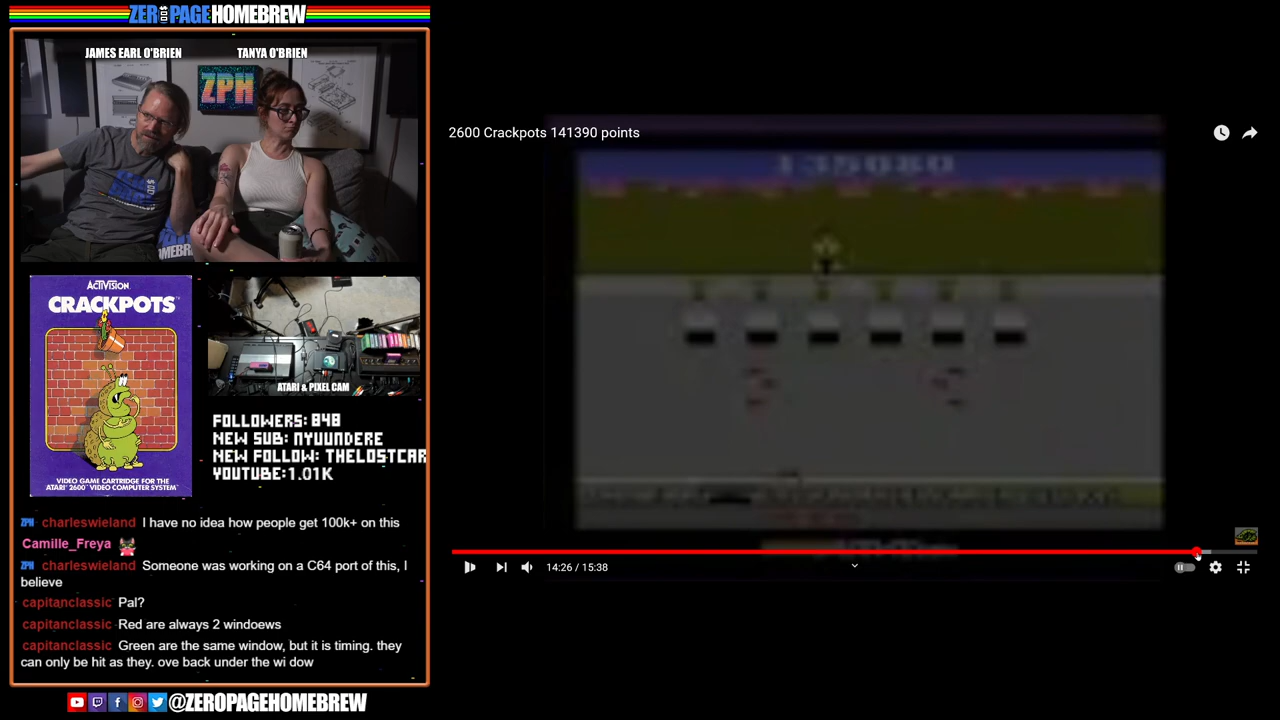 ZEROPAGEHOMEBREW
JAMES EARL O'BRIEN
TANYA O'BRIEN
ZPH
ACTIVISION
CRACKPOTS
VIDEO GAME CARTRIDGE FOR THE
ATARI 2600 VIDEO COMPUTER SYSTEM
ATARI & PIXEL CAM
FOLLOWERS: 848
NEW SUB: NYUUNDERE
NEW FOLLOW: THELOSTCAR
YOUTUBE:1.01K
ZPH charleswieland I have no idea how people get 100k+ on this
Camille_Freya
ZPH charleswieland Someone was working on a C64 port of this, I
believe
capitanclassic Pal?
capitanclassic Red are always 2 windoews
capitanclassic Green are the same window, but it is timing. they
can only be hit as they. ove back under the wi dow
@ZEROPAGEHOMEBREW
2600 Crackpots 141390 points
135080
14:26 / 15:38